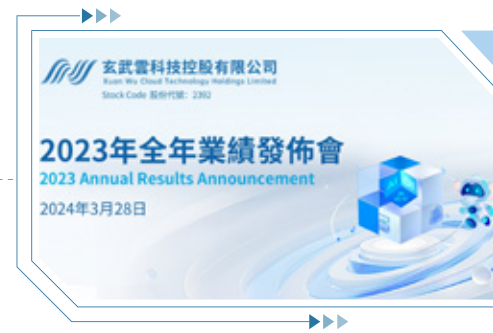 玄武雲科技控股有限公司
Xuan Wu Cloud Technology Holdings Limited
Stock Code 股份代號：2392
2023年全年業績發佈會
2023 Annual Results Announcement
2024年3月28日